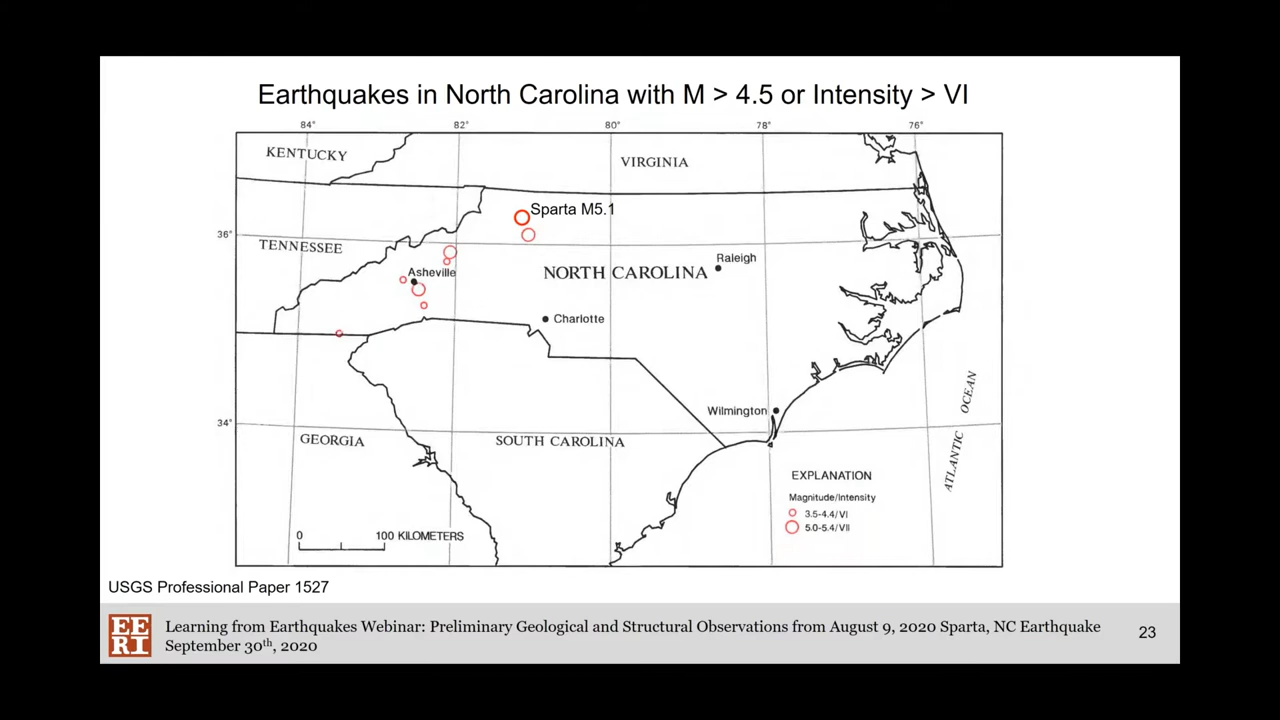 Earthquakes in North Carolina with M > 4.5 or Intensity > VI
84° 82° 80° 78° 76°
KENTUCKY
VIRGINIA
Sparta M5.1
36°
TENNESSEE
Asheville
NORTH CAROLINA
Raleigh
Charlotte
Wilmington
34°
GEORGIA
SOUTH CAROLINA
ATLANTIC OCEAN
EXPLANATION
Magnitude/Intensity
3.5-4.4/VI
5.0-5.4/VII
0 100 KILOMETERS
USGS Professional Paper 1527
EE
RI
Learning from Earthquakes Webinar: Preliminary Geological and Structural Observations from August 9, 2020 Sparta, NC Earthquake
September 30th, 2020
23